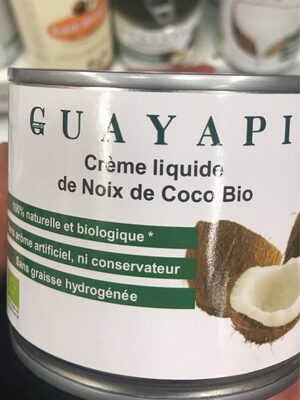 GUAYAPI
Crème liquide
de Noix de Coco Bio
100% naturelle et biologique *
arôme artificiel, ni conservateur
Sans graisse hydrogénée